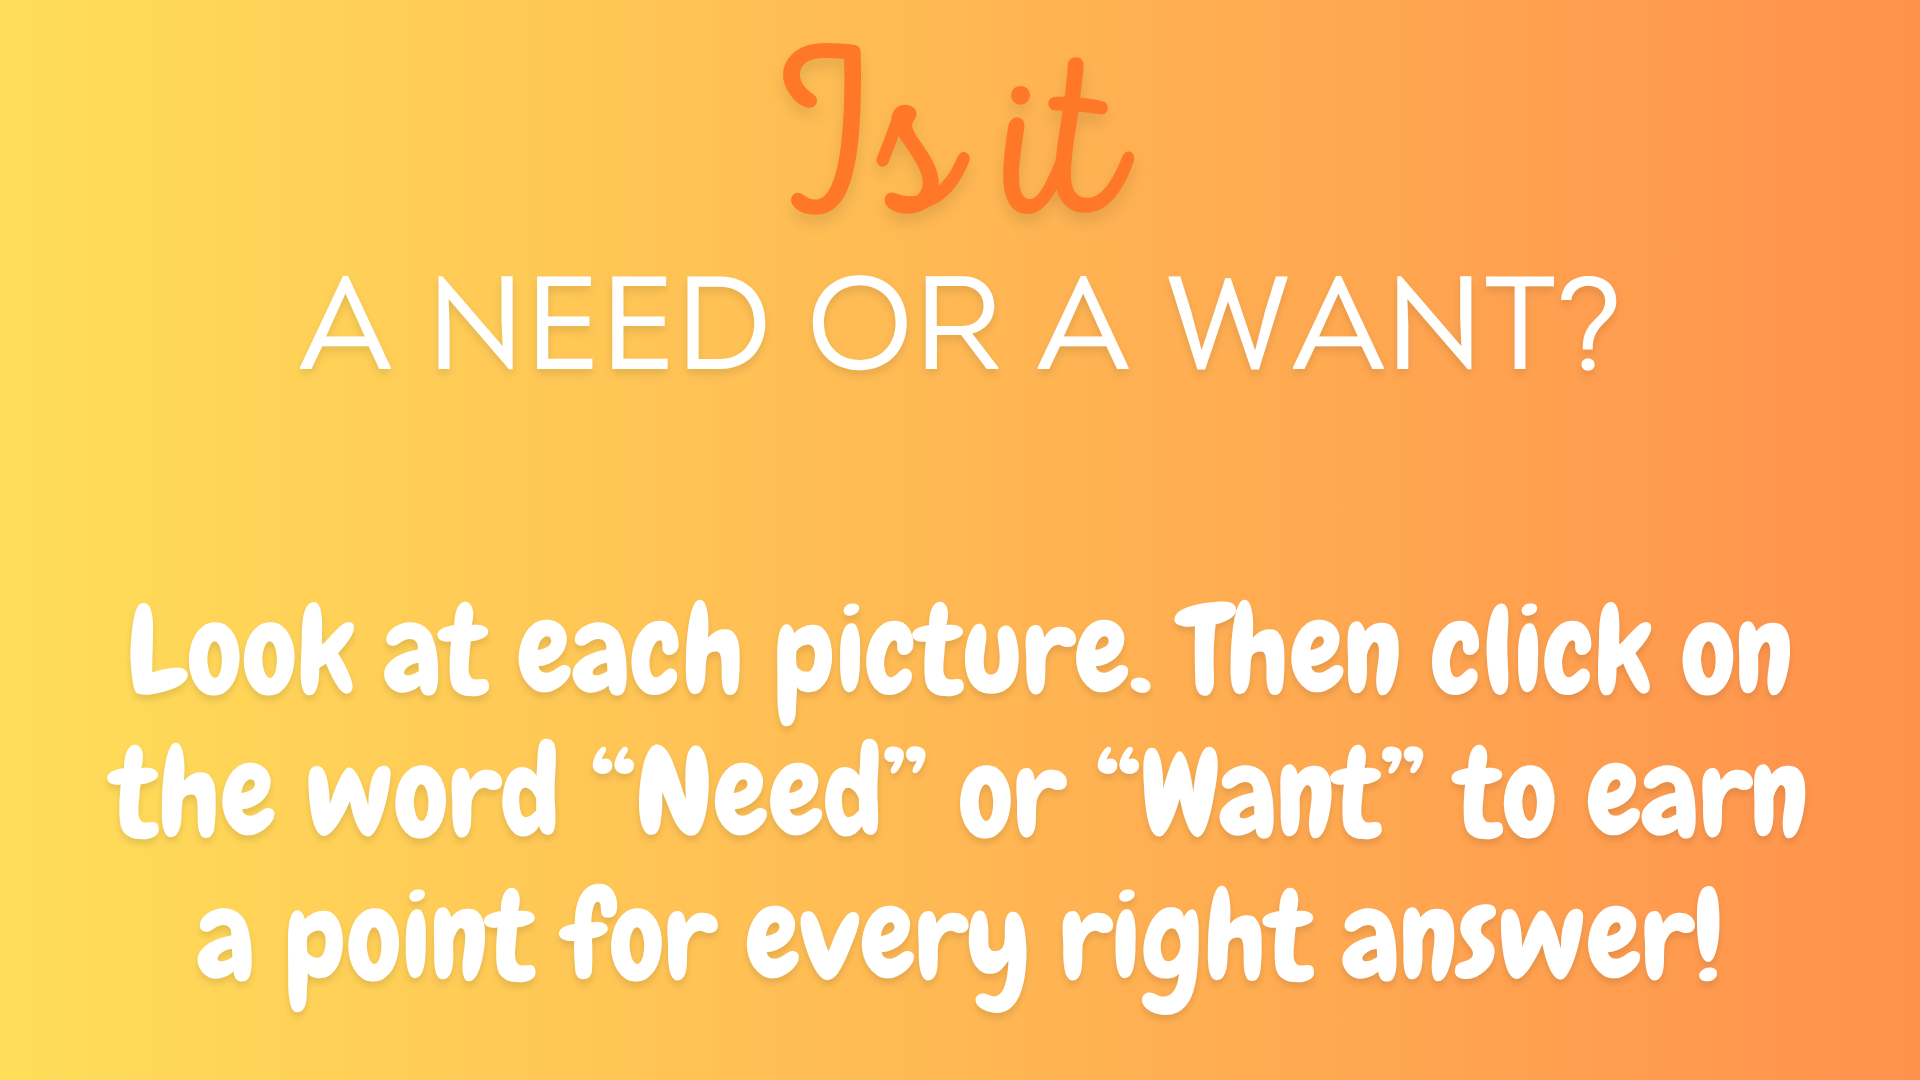 Is it
A NEED OR A WANT?
Look at each picture. Then click on
the word “Need” or “Want” to earn
a point for every right answer!